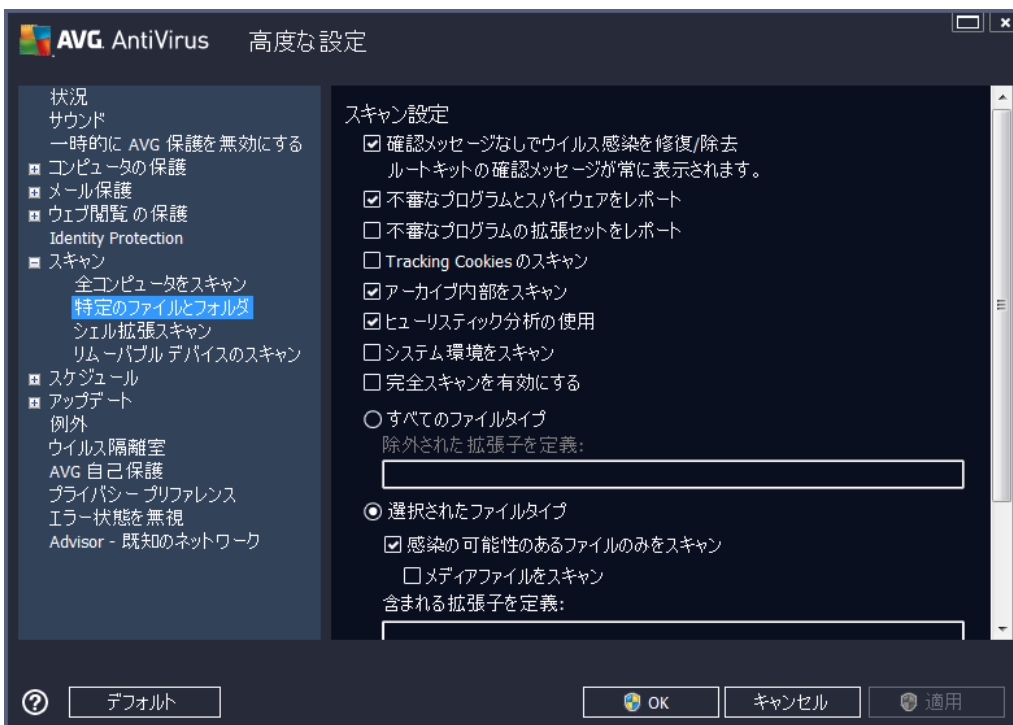 AVG. AntiVirus 高度な設定
状況
サウンド
一時的に AVG 保護を無効にする
コンピュータの保護
メール保護
ウェブ閲覧 の保護
Identity Protection
スキャン
全コンピュータをスキャン
特定のファイルとフォルダ
シェル拡張スキャン
リムーバブル デバイスのスキャン
スケジュール
アップデート
例外
ウイルス隔離室
AVG 自己保護
プライバシー プリファレンス
エラー状態を無視
Advisor - 既知のネットワーク
スキャン設定
確認メッセージなしでウイルス感染を修復/除去
ルートキットの確認メッセージが常に表示されます。
不審なプログラムとスパイウェアをレポート
不審なプログラムの拡張セットをレポート
Tracking Cookies のスキャン
アーカイブ内部をスキャン
ヒューリスティック分析の使用
システム環境をスキャン
完全スキャンを有効にする
すべてのファイルタイプ
除外された拡張子を定義:
選択されたファイルタイプ
感染の可能性のあるファイルのみをスキャン
メディアファイルをスキャン
含まれる拡張子を定義:
デフォルト
OK
キャンセル
適用